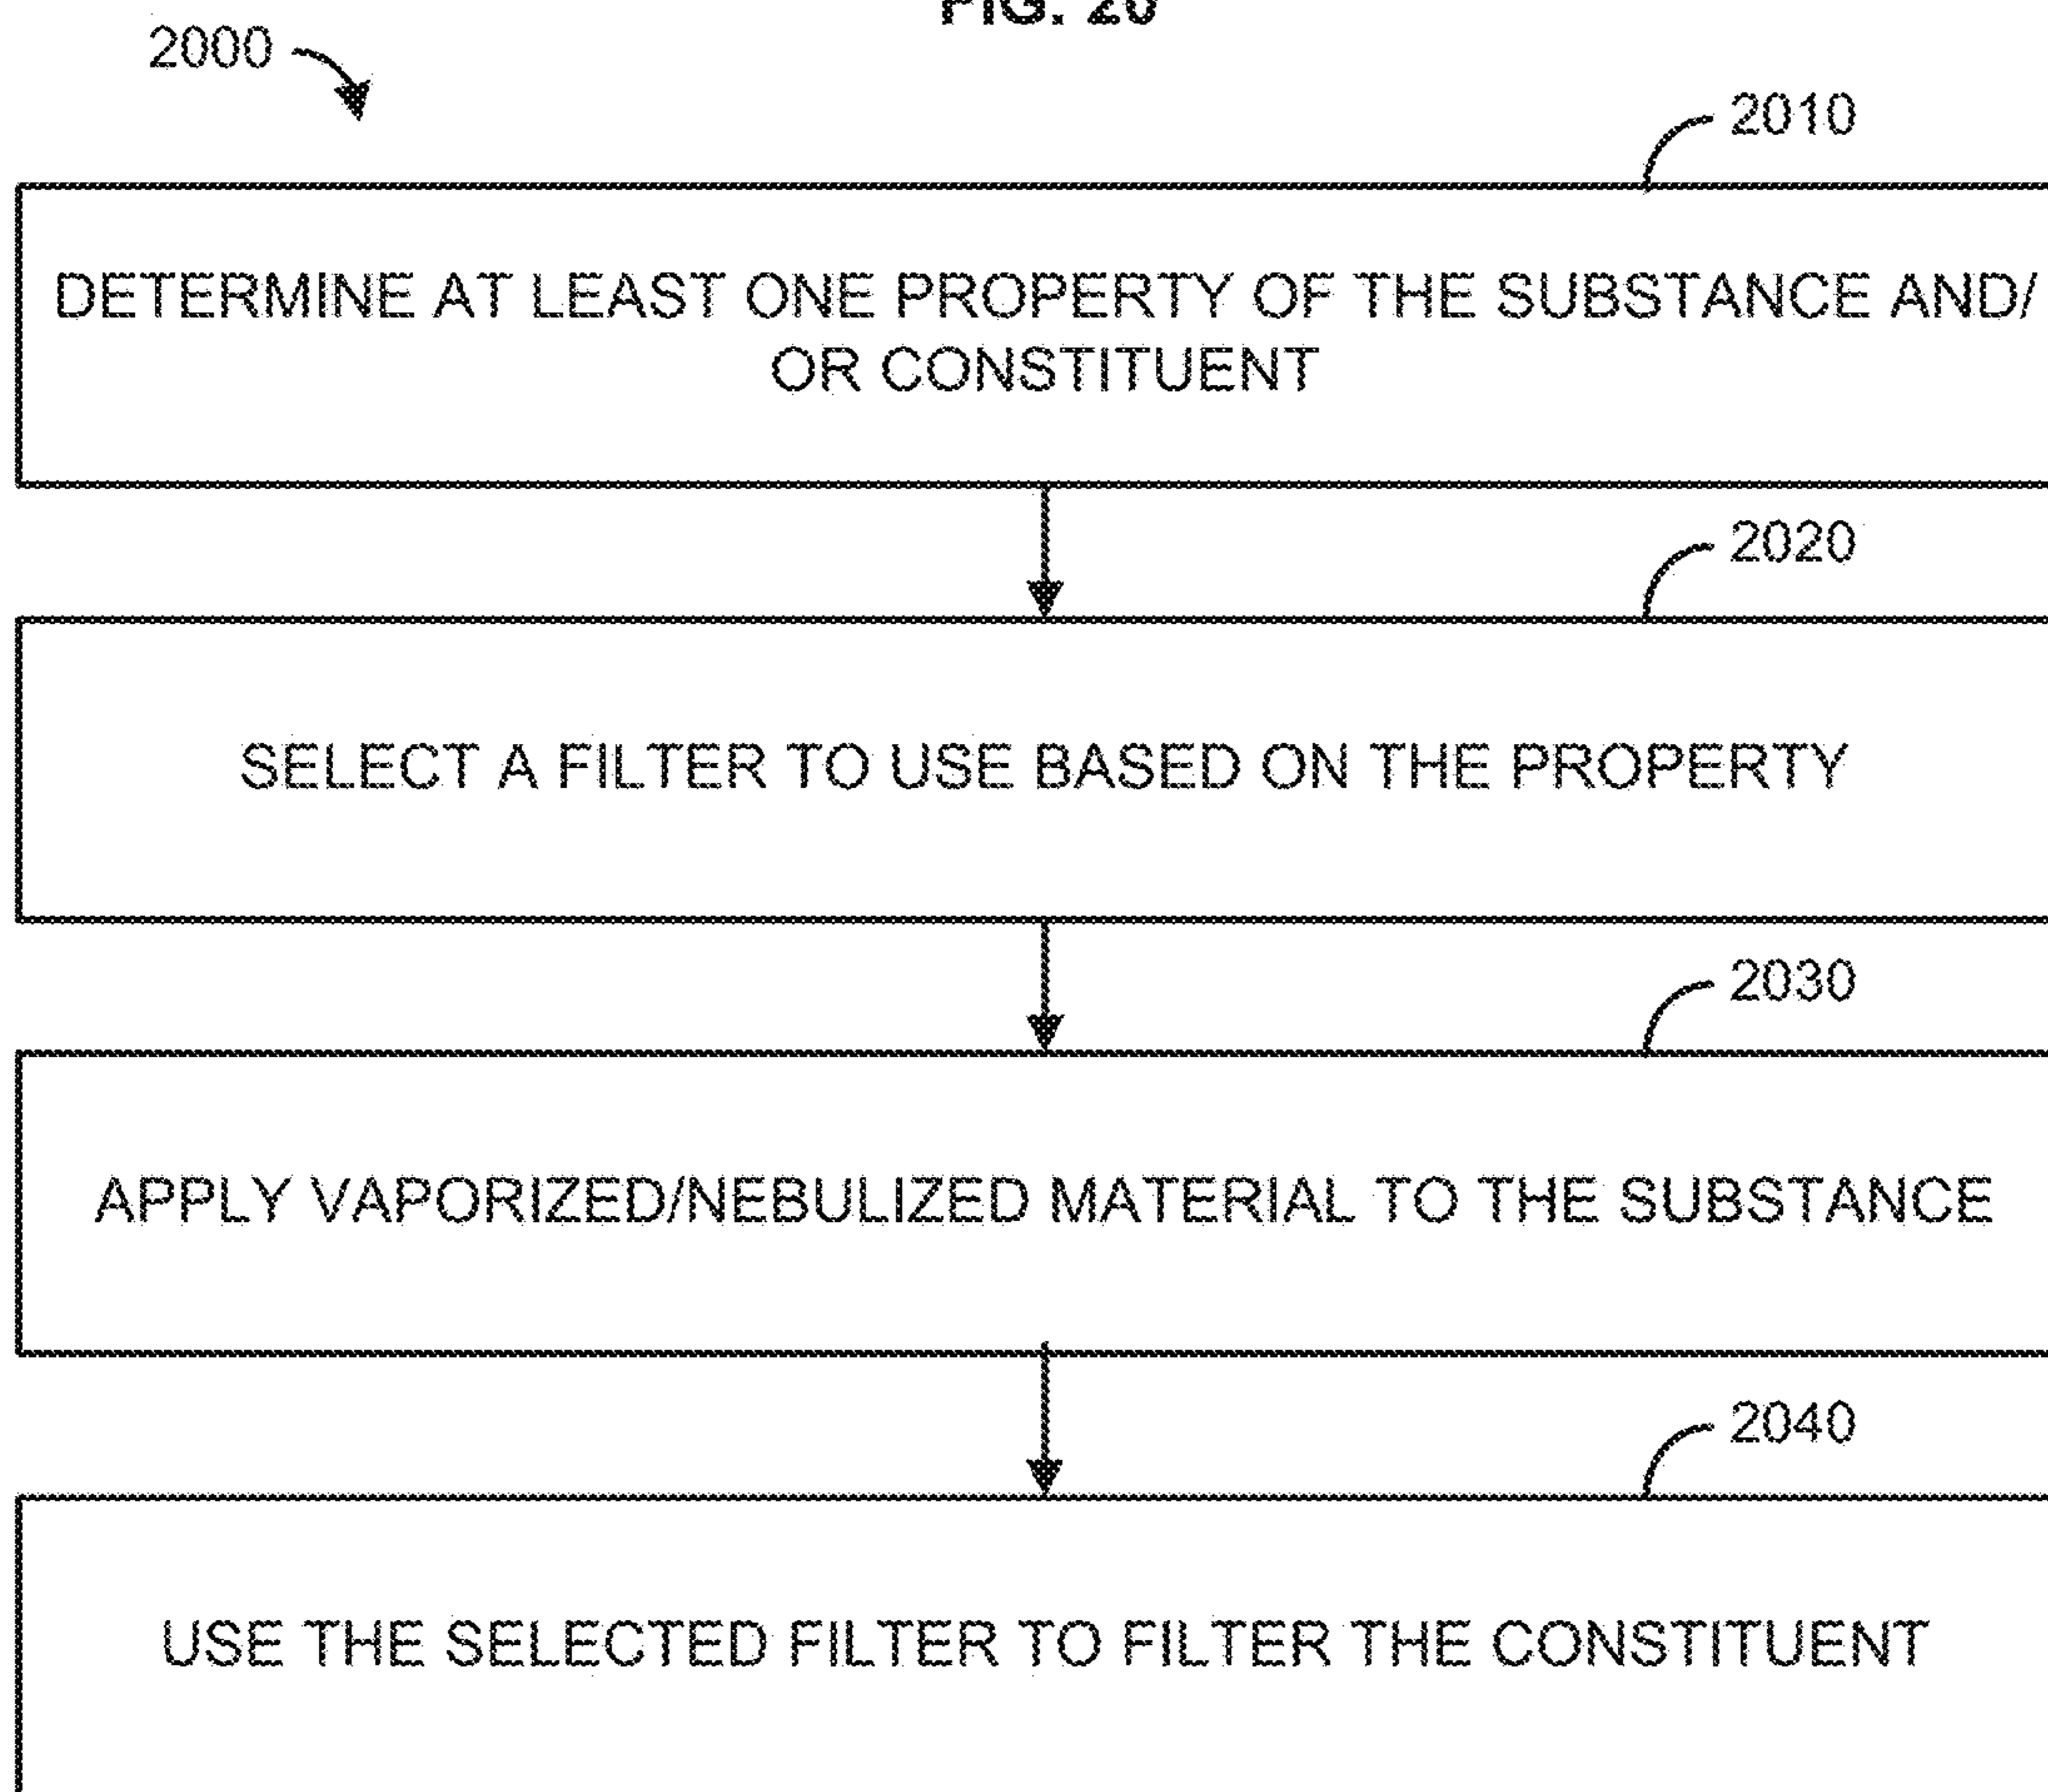 FIG. 20
2000
2010
DETERMINE AT LEAST ONE PROPERTY OF THE SUBSTANCE AND/
OR CONSTITUENT
2020
SELECT A FILTER TO USE BASED ON THE PROPERTY
2030
APPLY VAPORIZED/NEBULIZED MATERIAL TO THE SUBSTANCE
2040
USE THE SELECTED FILTER TO FILTER THE CONSTITUENT